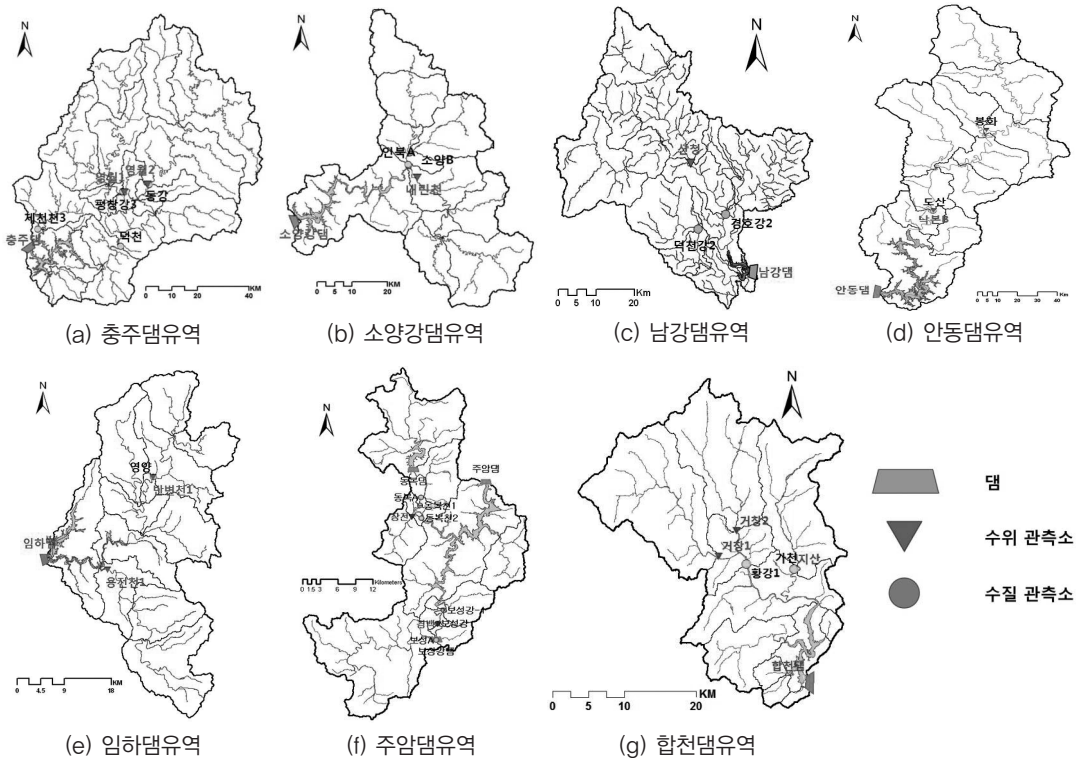 N
영월2
동강
평창강3
제천천3
충주댐
덕천
0 10 20 40 KM
(a) 충주댐유역
N
인북A
소양B
내린천
소양강댐
0 5 10 20 KM
(b) 소양강댐유역
N
산청
경호강2
덕천강2
남강댐
0 5 10 20 Km
(c) 남강댐유역
N
봉화
도산
낙본B
안동댐
0 5 10 20 30 40 Km
(d) 안동댐유역
N
영양
반변천1
임하댐
용전천1
0 4.5 9 18 KM
(e) 임하댐유역
N
주암댐
동복댐
동복천1
동복천2
보성강
0 1.5 3 6 9 12 Kilometers
(f) 주암댐유역
N
거창2
거창1
가천
지산
황강1
합천댐
0 5 10 20 KM
(g) 합천댐유역
댐
수위 관측소
수질 관측소